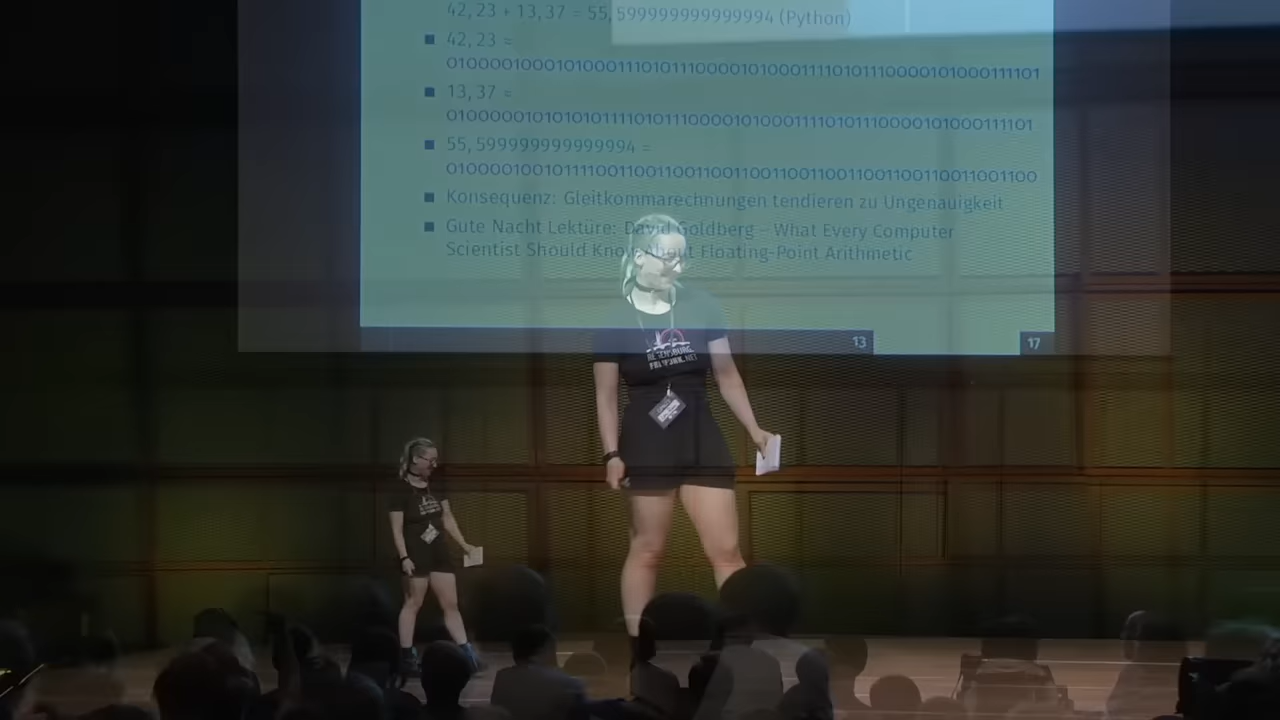 42,23 + 13,37 = 55,599999999999994 (Python)
42,23 =
0100001000101000111010111000010100011110101110000101000111101
13,37 =
0100000010101010111101011100001010001111010111000010100011110​1
55,599999999999994 =
0100001001011110011001100110011001100110011001100110011001100
Konsequenz: Gleitkommarechnungen tendieren zu Ungenauigkeit
Gute Nacht Lektüre: David Goldberg – What Every Computer
Scientist Should Know About Floating-Point Arithmetic
13
17